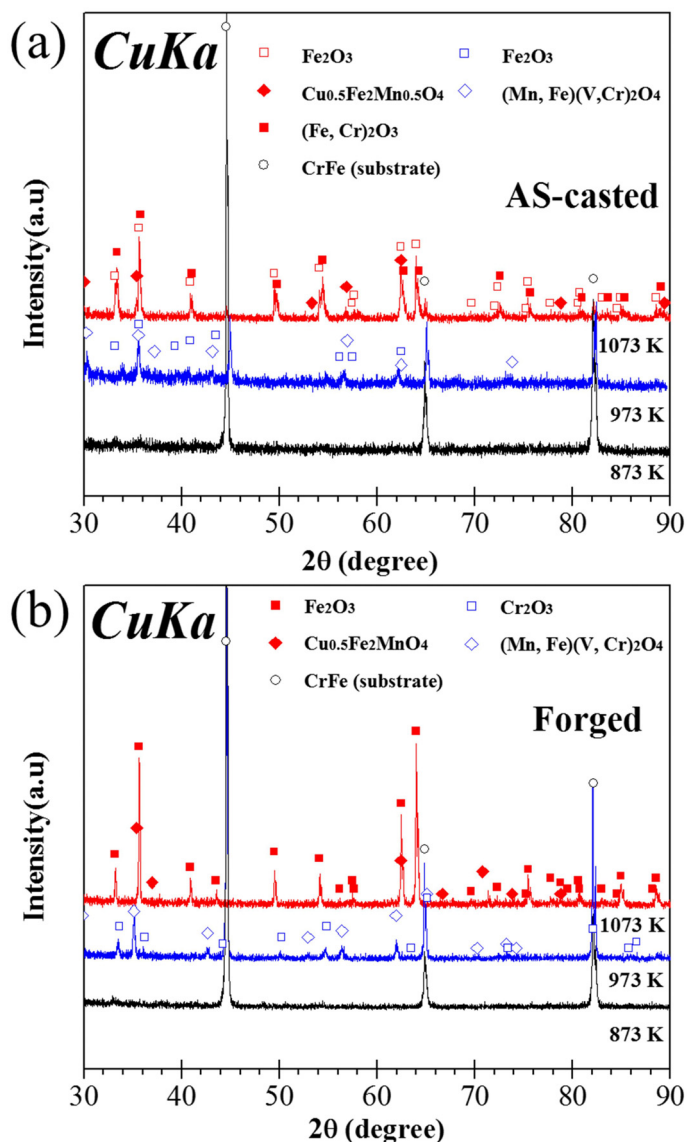 (a)
CuKa
Fe2O3
Fe2O3
Cu0.5Fe2Mn0.5O4
(Mn, Fe)(V,Cr)2O4
(Fe, Cr)2O3
CrFe (substrate)
AS-casted
Intensity(a.u)
1073 K
973 K
873 K
30 40 50 60 70 80 90
2θ (degree)
(b)
CuKa
Fe2O3
Cr2O3
Cu0.5Fe2MnO4
(Mn, Fe)(V, Cr)2O4
CrFe (substrate)
Forged
Intensity(a.u)
1073 K
973 K
873 K
30 40 50 60 70 80 90
2θ (degree)